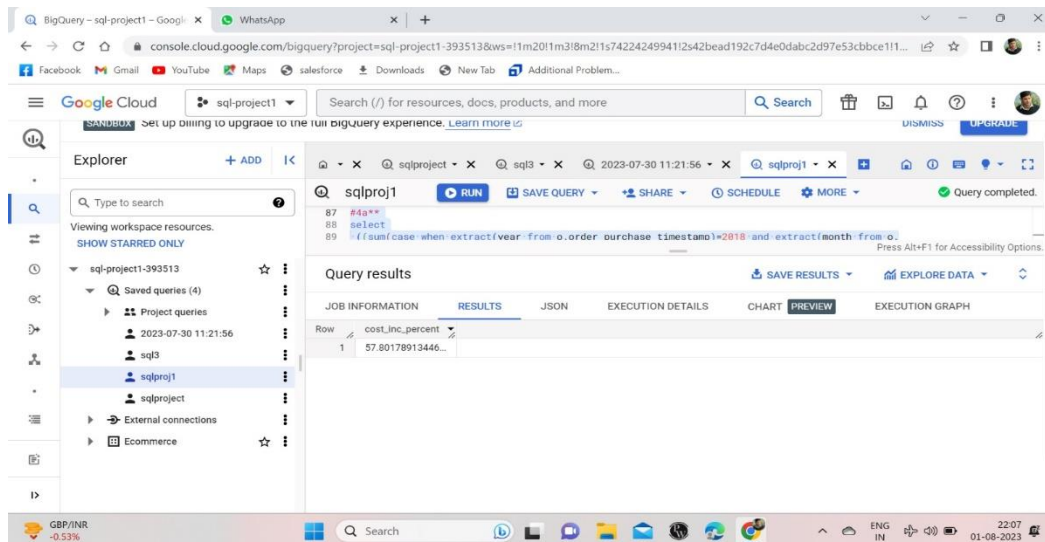 BigQuery – sql-project1 – Google
WhatsApp
console.cloud.google.com/bigquery?project=sql-project1-393513&ws=!1m20!1m3!8m2!1s74224249941!2s42bead192c7d4e0dabc2d97e53cbbce1!1...
Facebook Gmail YouTube Maps salesforce Downloads New Tab Additional Problem...
Google Cloud sql-project1 Search (/) for resources, docs, products, and more Search
SANDBOX Set up billing to upgrade to the full BigQuery experience. Learn more DISMISS UPGRADE
Explorer + ADD
sqlproject sql3 2023-07-30 11:21:56 sqlproj1
Type to search
sqlproj1 RUN SAVE QUERY SHARE SCHEDULE MORE Query completed.
87 #4a**
88 select
89 ((sum(case when extract(year from o.order_purchase_timestamp)=2018 and extract(month from o.
Press Alt+F1 for Accessibility Options.
Viewing workspace resources.
SHOW STARRED ONLY
sql-project1-393513
Saved queries (4)
Project queries
2023-07-30 11:21:56
sql3
sqlproj1
sqlproject
External connections
Ecommerce
Query results SAVE RESULTS EXPLORE DATA
JOB INFORMATION RESULTS JSON EXECUTION DETAILS CHART PREVIEW EXECUTION GRAPH
Row cost_inc_percent
1 57.80178913446...
GBP/INR
-0.53%
Search
ENG
IN
22:07
01-08-2023